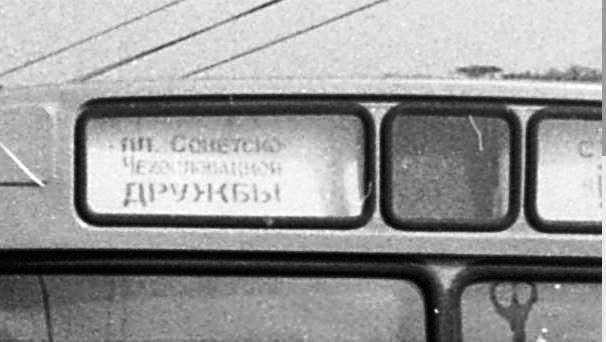 пл. Советско-
Чехословацкой
ДРУЖБЫ
С